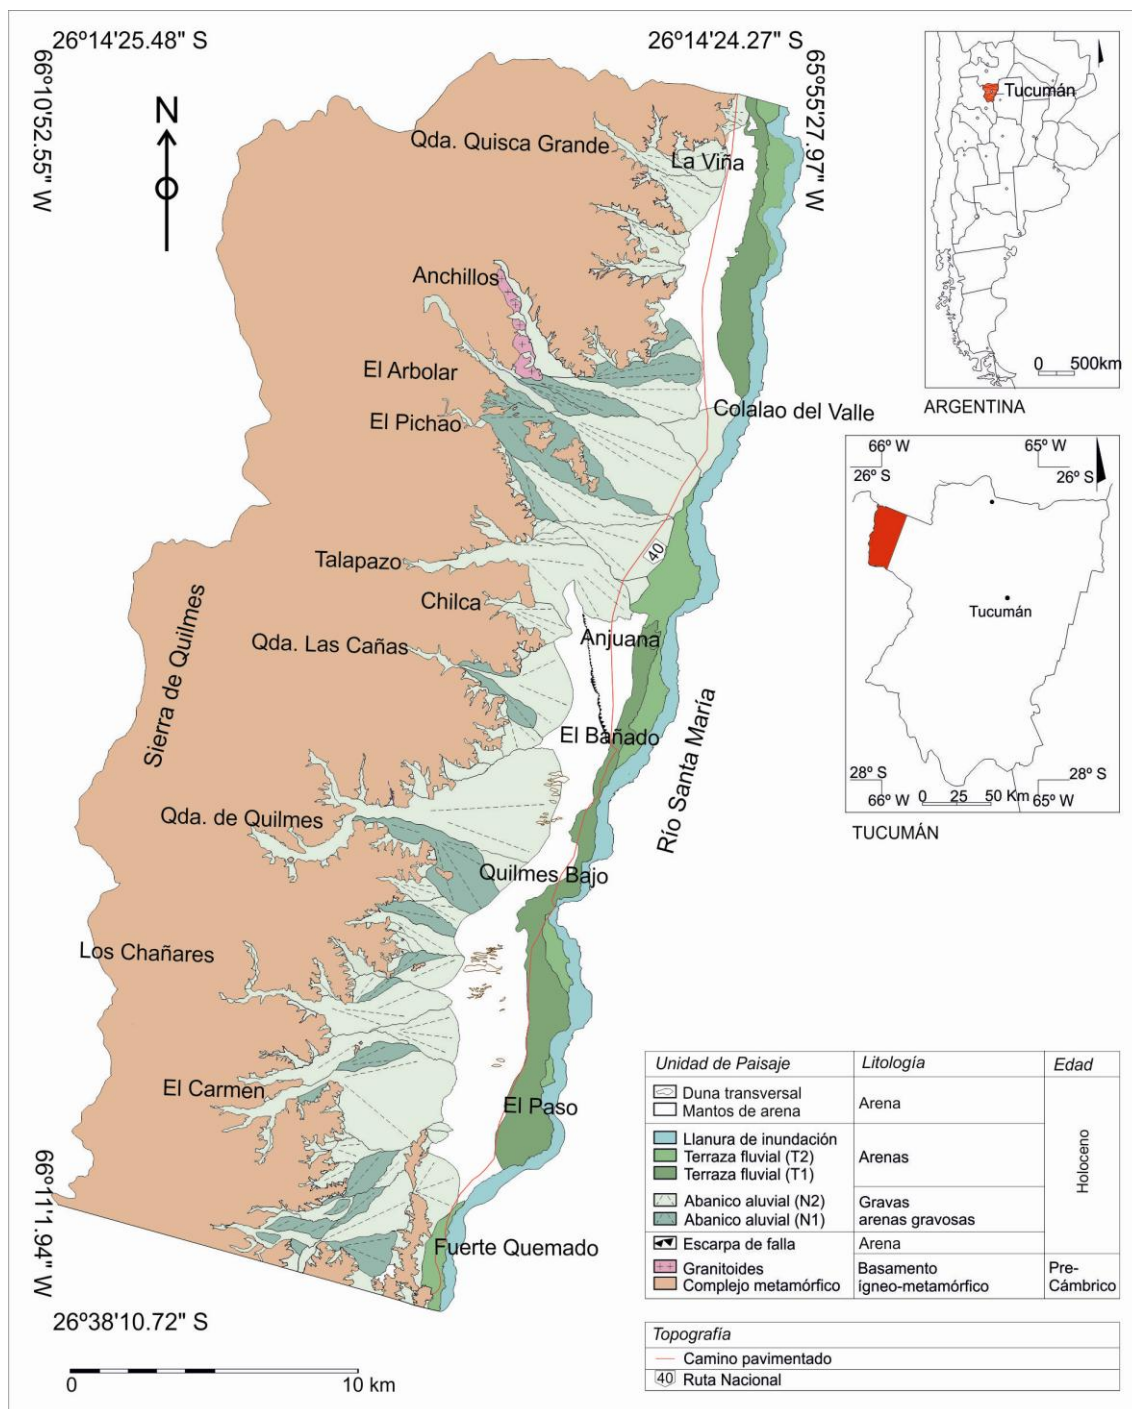 26º14'25.48" S
26º14'24.27" S
66º10'52.55" W
65º55'27.97" W
N
Qda. Quisca Grande
La Viña
Anchillos
El Arbolar
El Pichao
Colalao del Valle
40
Talapazo
Chilca
Anjuana
Qda. Las Cañas
Sierra de Quilmes
El Bañado
Río Santa María
Qda. de Quilmes
Quilmes Bajo
Los Chañares
El Carmen
El Paso
Fuerte Quemado
66º11'1.94" W
26º38'10.72" S
0 10 km
Tucumán
0 500km
ARGENTINA
66º W 65º W
26º S 26º S
Tucumán
28º S 28º S
66º W 0 25 50 Km 65º W
TUCUMÁN
Unidad de Paisaje Litología Edad
Duna transversal
Mantos de arena
Arena
Llanura de inundación
Terraza fluvial (T2)
Terraza fluvial (T1)
Arenas
Holoceno
Abanico aluvial (N2)
Abanico aluvial (N1)
Gravas
arenas gravosas
Escarpa de falla Arena
Granitoides
Complejo metamórfico
Basamento
ígneo-metamórfico
Pre-
Cámbrico
Topografía
Camino pavimentado
40 Ruta Nacional